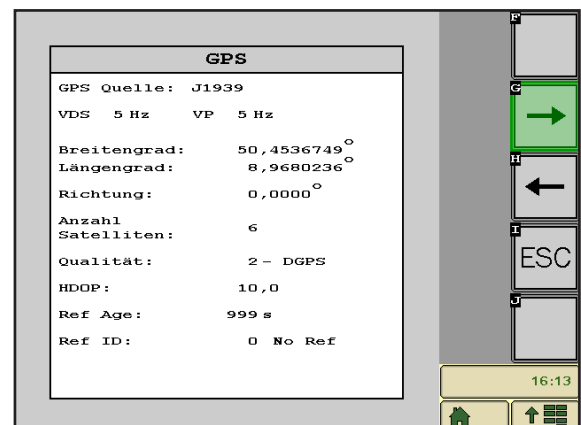 GPS
GPS Quelle: J1939
VDS 5 Hz VP 5 Hz
Breitengrad: 50,4536749°
Längengrad: 8,9680236°
Richtung: 0,0000°
Anzahl
Satelliten: 6
Qualität: 2- DGPS
HDOP: 10,0
Ref Age: 999 s
Ref ID: 0 No Ref
F
G
H
I
ESC
J
16:13